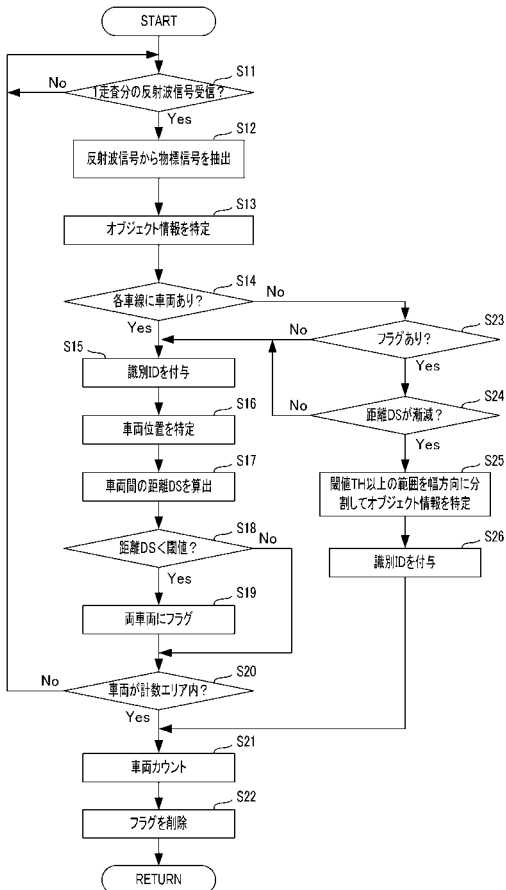 START
S11
1走査分の反射波信号受信?
No
Yes
S12
反射波信号から物標信号を抽出
S13
オブジェクト情報を特定
S14
各車線に車両あり?
No
Yes
S15
識別IDを付与
S16
車両位置を特定
S17
車両間の距離DSを算出
S18
距離DS<閾値?
No
Yes
S19
両車両にフラグ
S20
車両が計数エリア内?
No
Yes
S21
車両カウント
S22
フラグを削除
RETURN
S23
フラグあり?
No
Yes
S24
距離DSが漸減?
No
Yes
S25
閾値TH以上の範囲を幅方向に分
割してオブジェクト情報を特定
S26
識別IDを付与